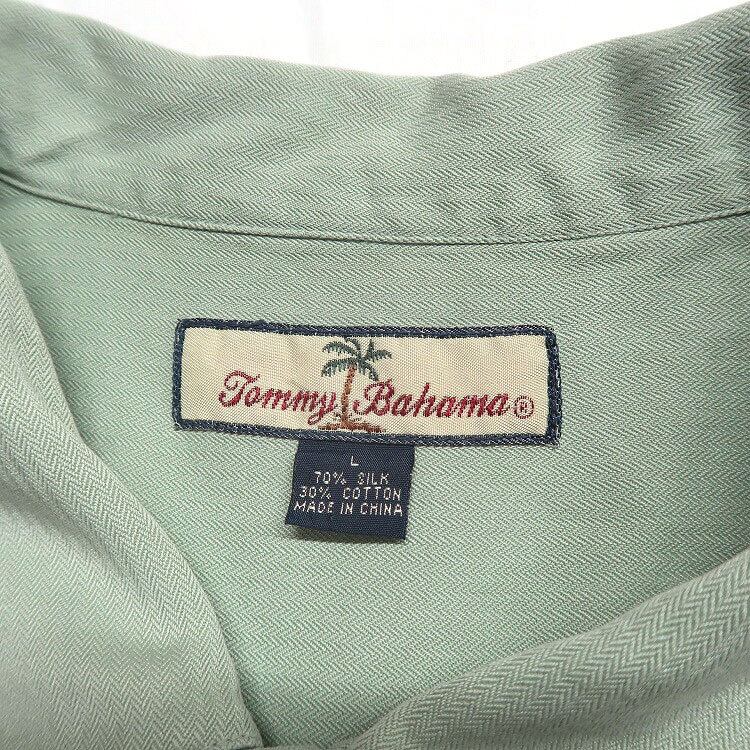 Tommy Bahama®
L
70% SILK
30% COTTON
MADE IN CHINA